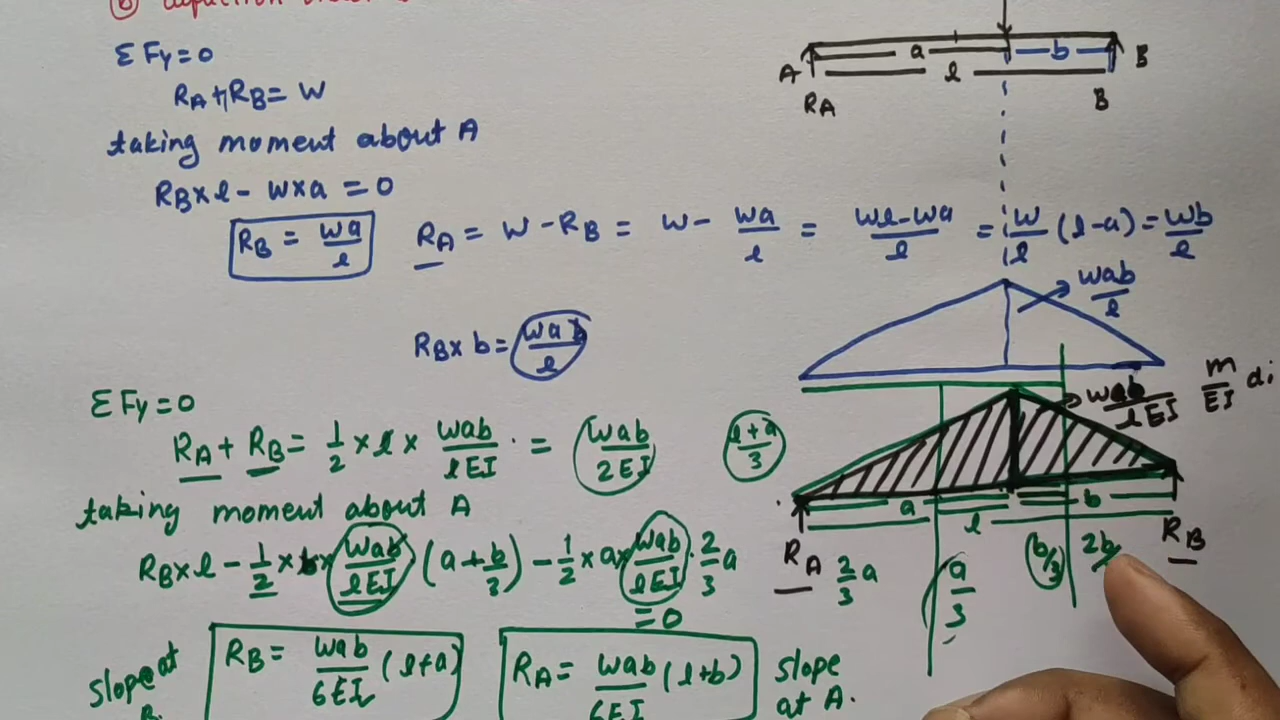 ΣFy=0
RA+RB= W
taking moment about A
RB×l - W×a = 0
RB = wa/l
RA = W-RB = W - wa/l = Wl-wa/l = W/l (l-a) = Wb/l
RB× b = wab/l
ΣFy=0
RA + RB = 1/2 × l × wab/lEI = wab/2EI
l+a/3
taking moment about A
RB×l - 1/2 × b× wab/lEI (a+b/3) - 1/2 × a× wab/lEI · 2/3 a
=0
slope at
B.
RB = wab/6EIl (l+a)
RA = wab/6EI (l+b)
slope
at A.
a
b
A
l
B
RA
B
wab/l
wab/lEI
m/EI di
a
b
l
RA
RB
2/3 a
a/3
b/3
2b/